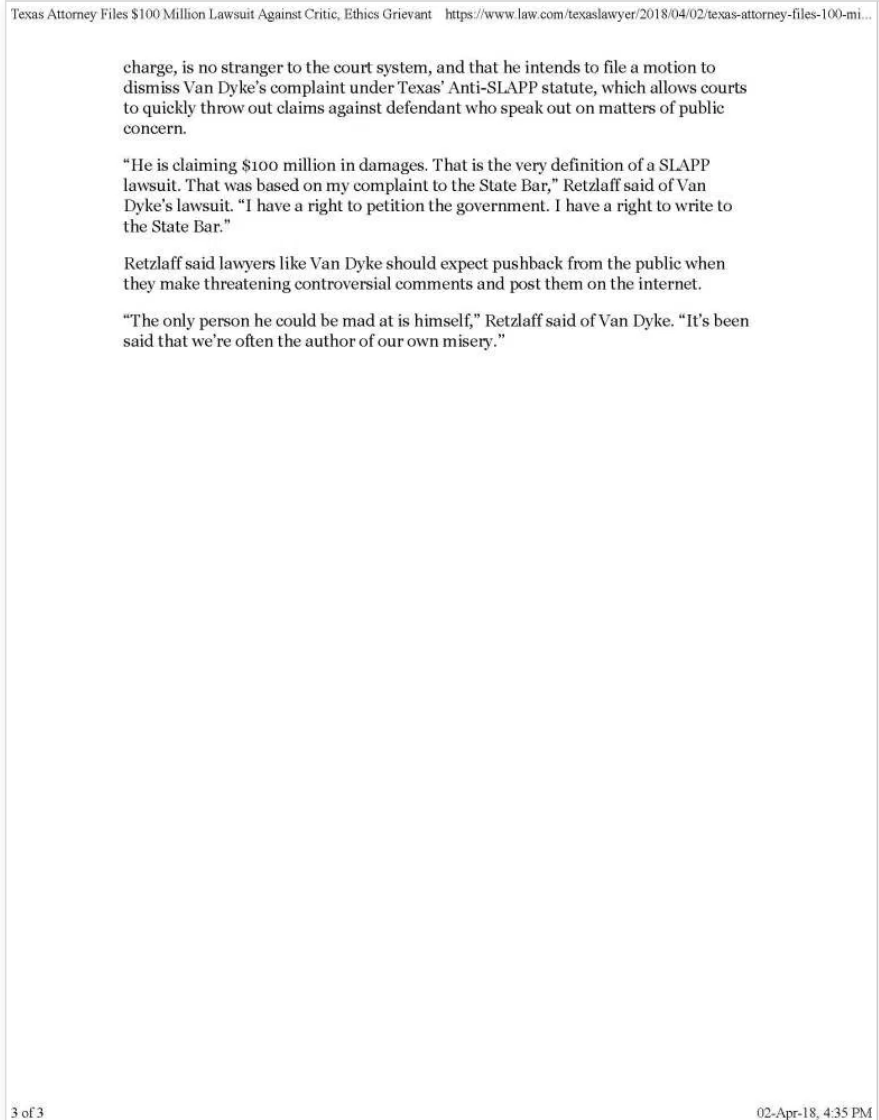 Texas Attorney Files $100 Million Lawsuit Against Critic, Ethics Grievant https://www.law.com/texaslawyer/2018/04/02/texas-attorney-files-100-mi...
charge, is no stranger to the court system, and that he intends to file a motion to
dismiss Van Dyke’s complaint under Texas’ Anti-SLAPP statute, which allows courts
to quickly throw out claims against defendant who speak out on matters of public
concern.
“He is claiming $100 million in damages. That is the very definition of a SLAPP
lawsuit. That was based on my complaint to the State Bar,” Retzlaff said of Van
Dyke’s lawsuit. “I have a right to petition the government. I have a right to write to
the State Bar.”
Retzlaff said lawyers like Van Dyke should expect pushback from the public when
they make threatening controversial comments and post them on the internet.
“The only person he could be mad at is himself,” Retzlaff said of Van Dyke. “It’s been
said that we’re often the author of our own misery.”
3 of 3 02-Apr-18, 4:35 PM